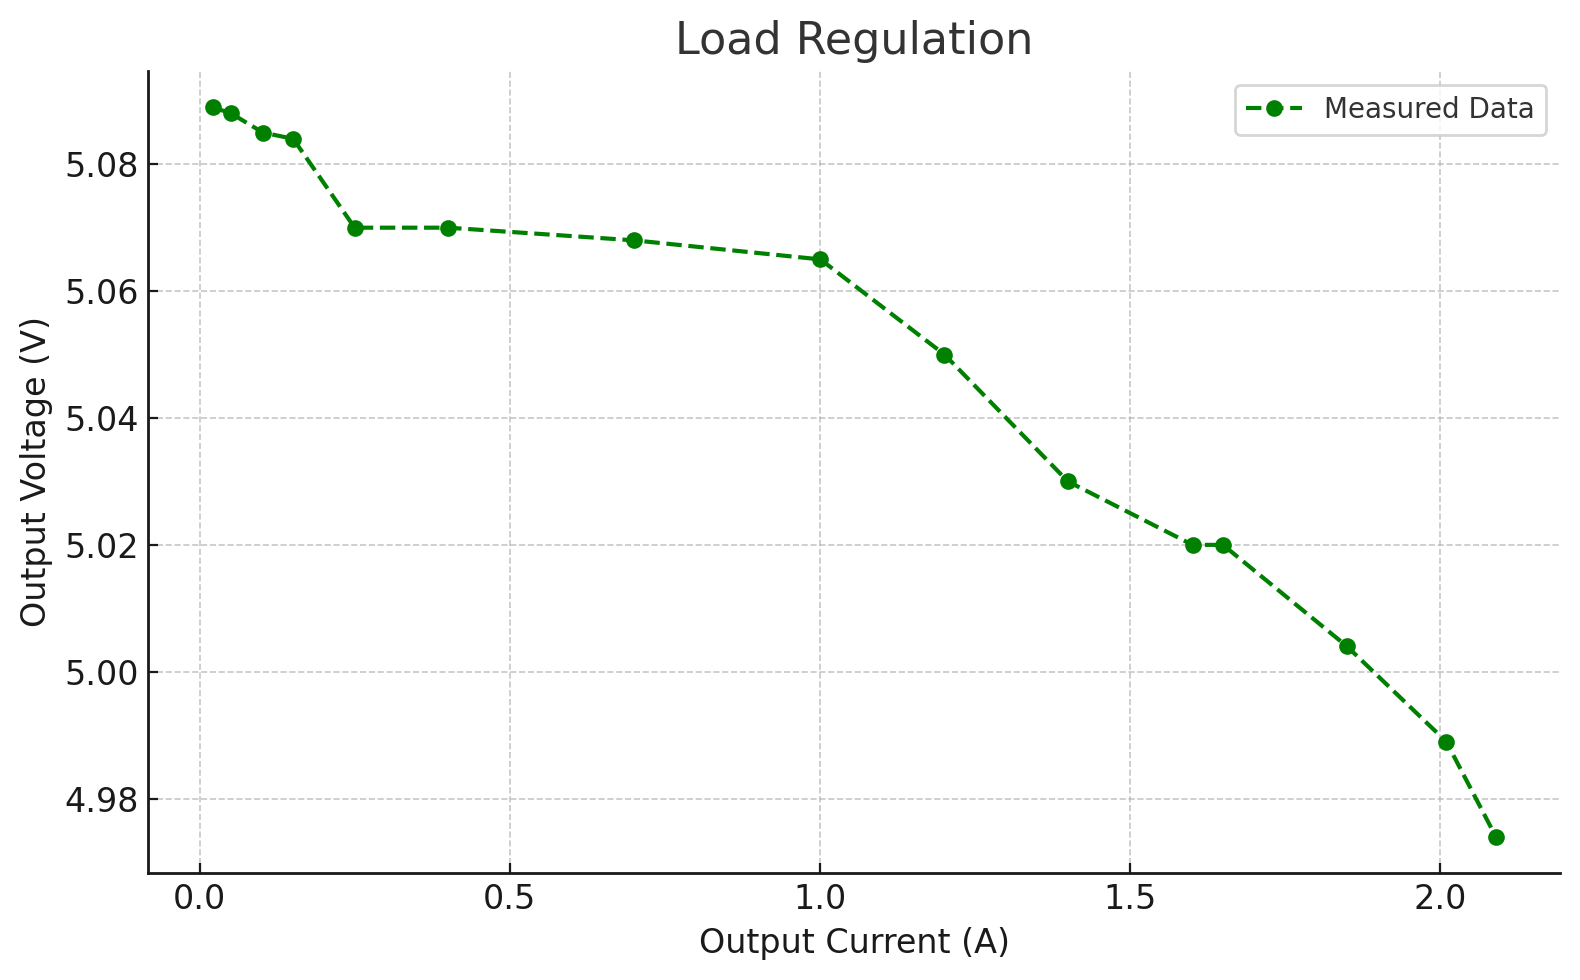 Load Regulation
Measured Data
Output Voltage (V)
5.08
5.06
5.04
5.02
5.00
4.98
0.0 0.5 1.0 1.5 2.0
Output Current (A)